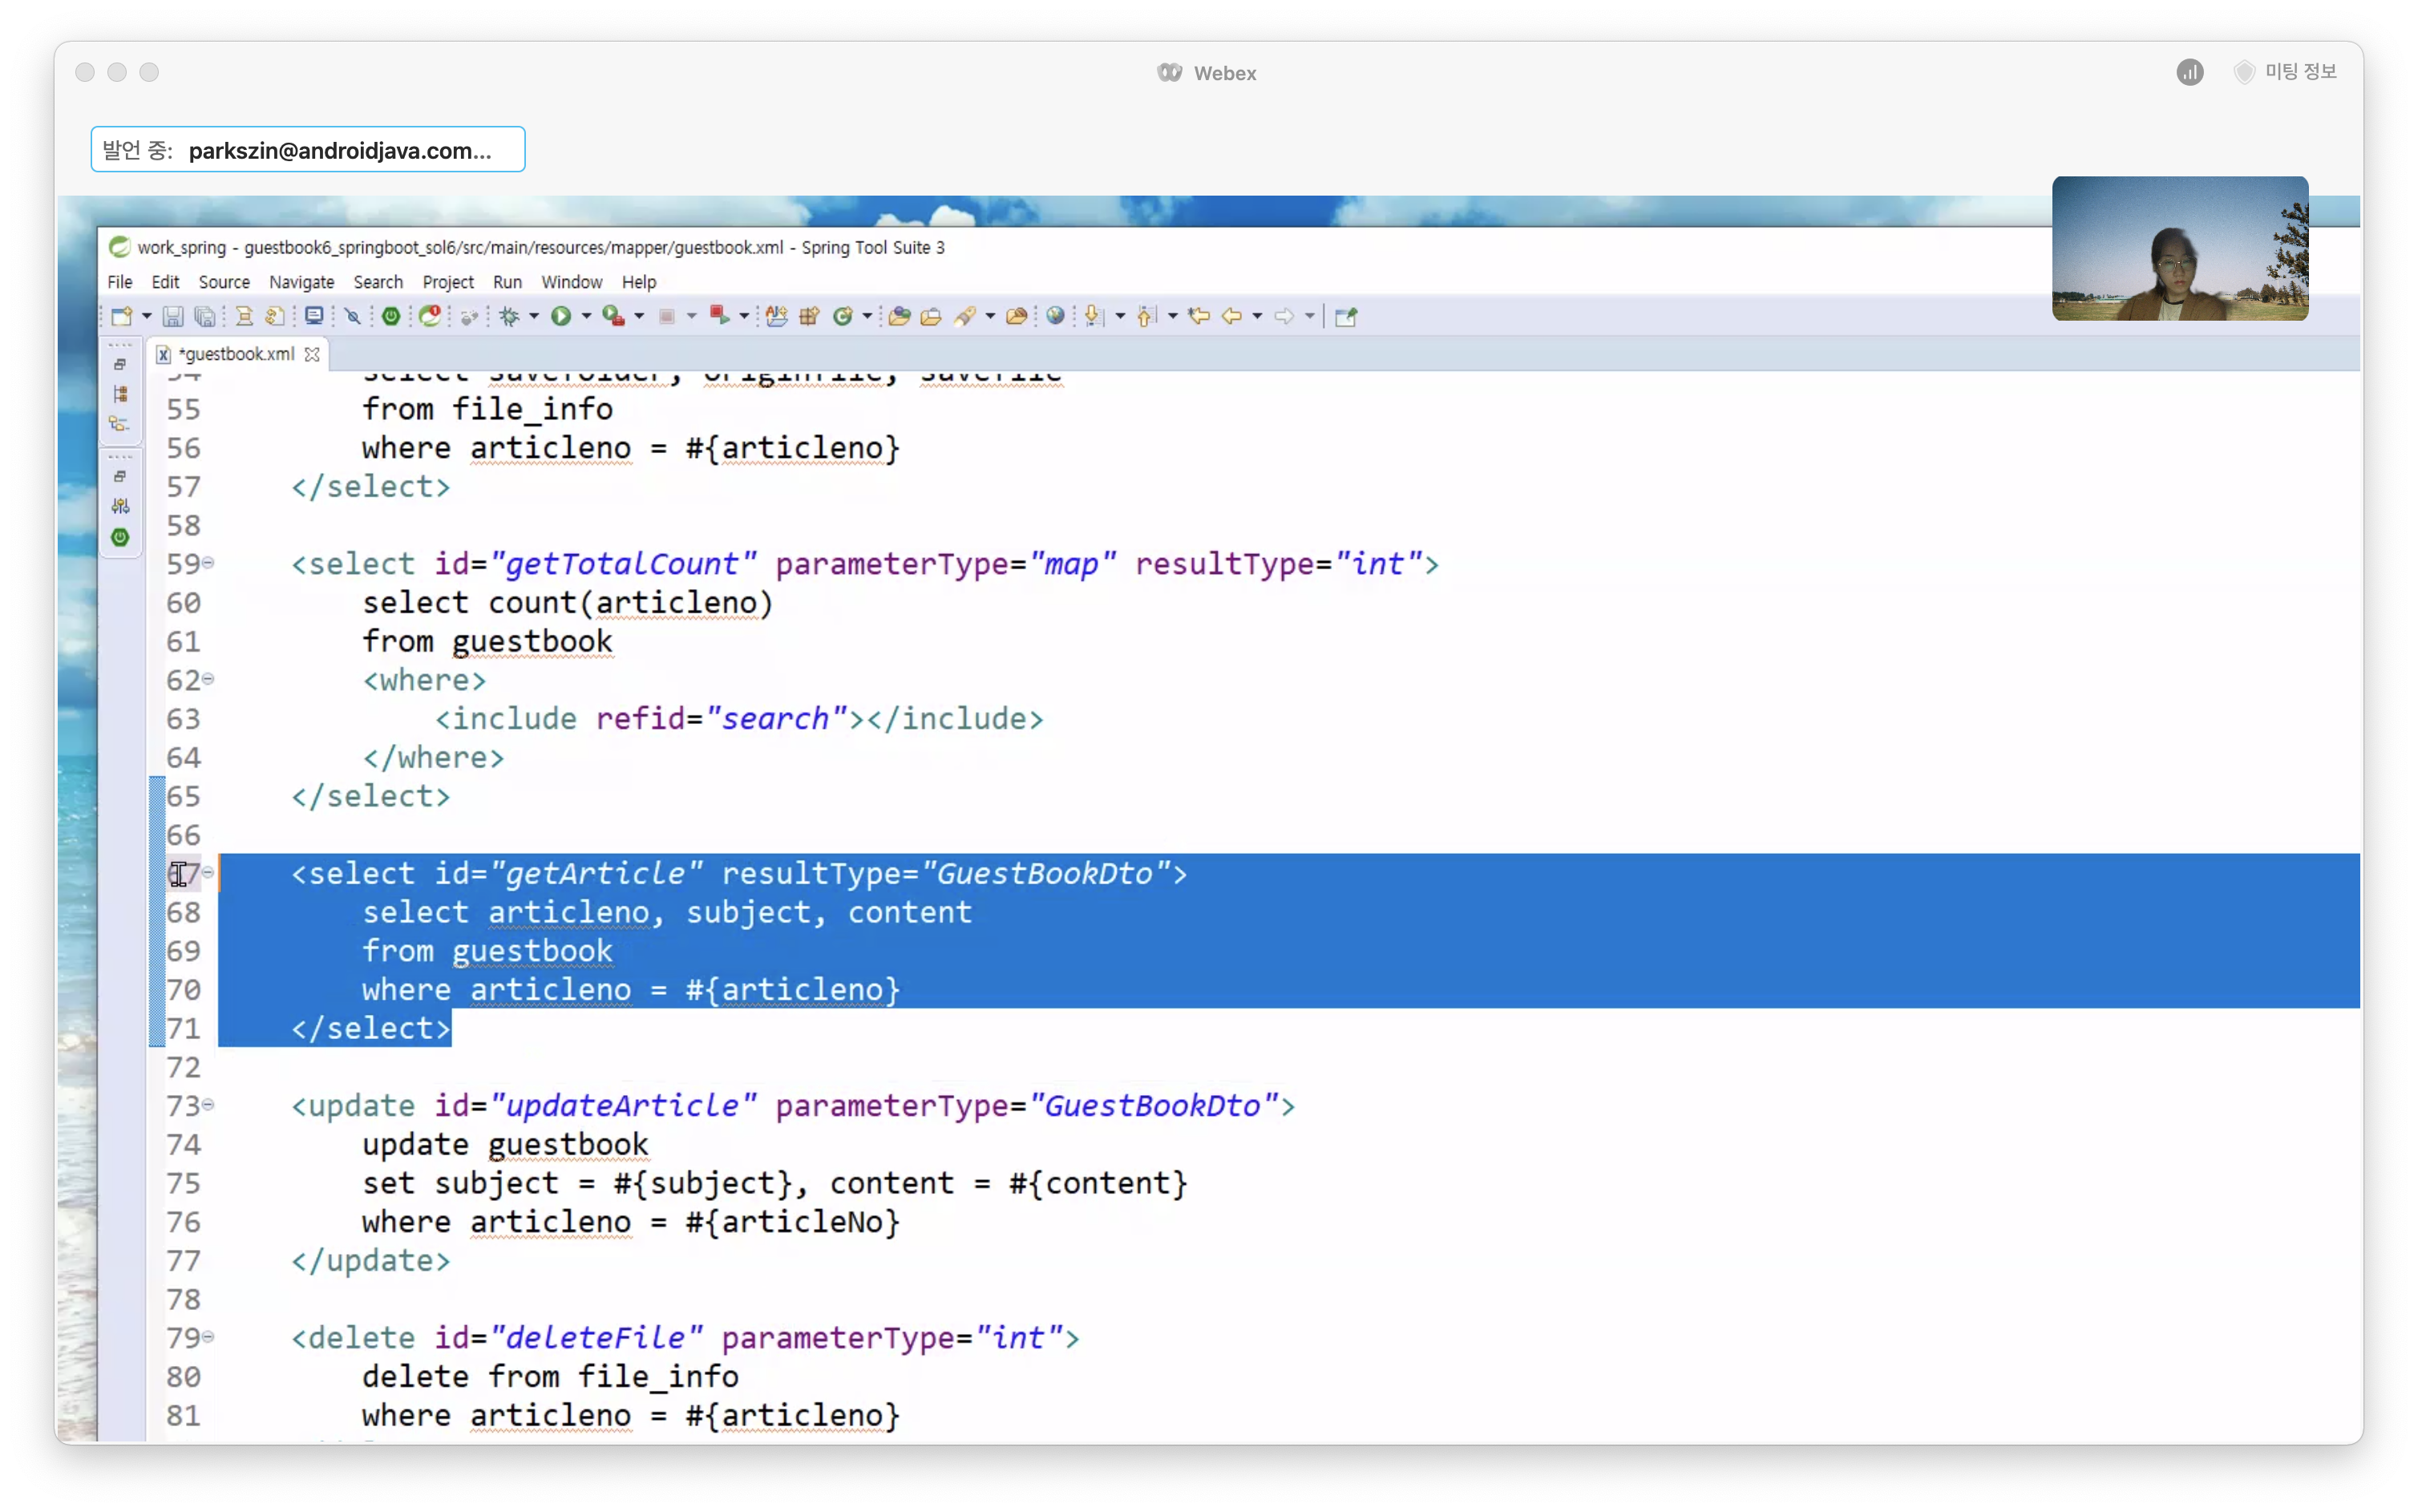 Webex
미팅 정보
발언 중: parkszin@androidjava.com...
work_spring - guestbook6_springboot_sol6/src/main/resources/mapper/guestbook.xml - Spring Tool Suite 3
File Edit Source Navigate Search Project Run Window Help
*guestbook.xml
54 select saveFolder, originFile, saveFile
55 from file_info
56 where articleno = #{articleno}
57 </select>
58
59 <select id="getTotalCount" parameterType="map" resultType="int">
60 select count(articleno)
61 from guestbook
62 <where>
63 <include refid="search"></include>
64 </where>
65 </select>
66
67 <select id="getArticle" resultType="GuestBookDto">
68 select articleno, subject, content
69 from guestbook
70 where articleno = #{articleno}
71 </select>
72
73 <update id="updateArticle" parameterType="GuestBookDto">
74 update guestbook
75 set subject = #{subject}, content = #{content}
76 where articleno = #{articleNo}
77 </update>
78
79 <delete id="deleteFile" parameterType="int">
80 delete from file_info
81 where articleno = #{articleno}